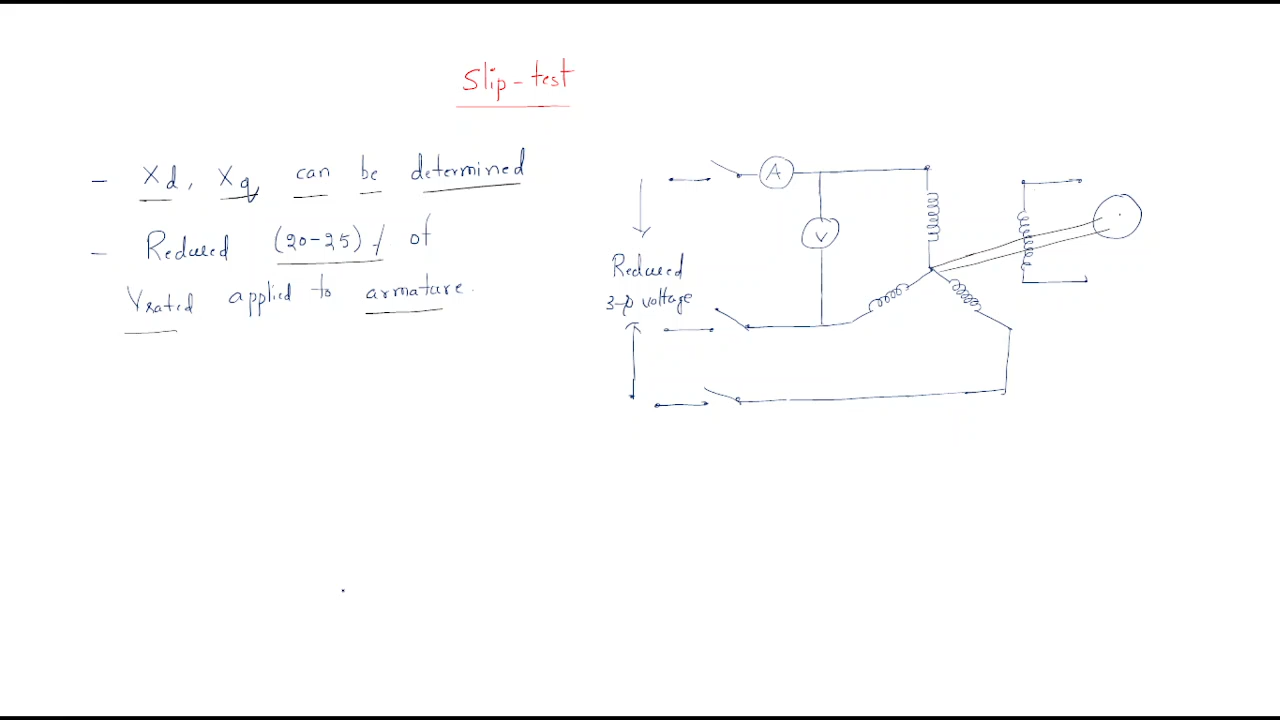 Slip-test
- Xd, Xq can be determined
- Reduced (20-25)/. of
Vrated applied to armature.
A
V
Reduced
3-φ voltage